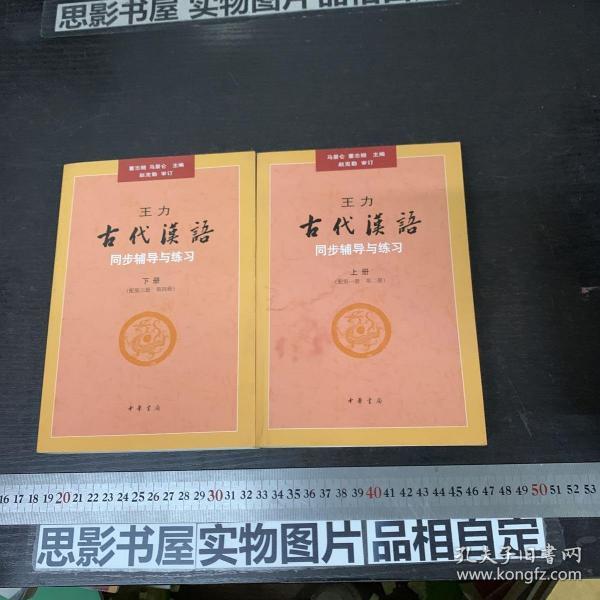 思影书屋 实物图片 品相自定
董志翘 马景仑 主编
赵克勤 审订
王力
古代漢語
同步辅导与练习
下册
(配第三册 第四册)
中华书局
马景仑 董志翘 主编
赵克勤 审订
王力
古代漢語
同步辅导与练习
上册
(配第一册 第二册)
中华书局
16 17 18 19 20 21 22 23 24 25 26 27 28 29 30 31 32 33 34 35 36 37 38 39 40 41 42 43 44 45 46 47 48 49 50 51 52 53
思影书屋 实物图片 品相自定
孔夫子旧书网
www.kongfz.com